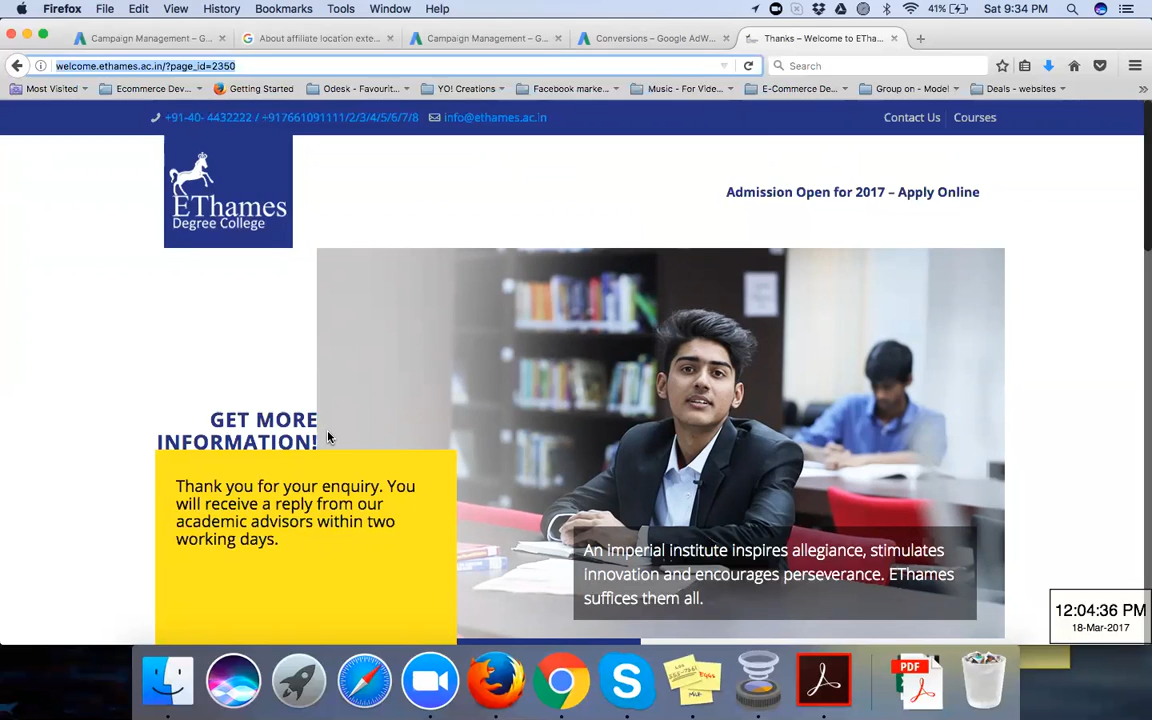 Firefox File Edit View History Bookmarks Tools Window Help 41% Sat 9:34 PM
Campaign Management – G... About affiliate location exte... Campaign Management – G... Conversions – Google AdW... Thanks – Welcome to ETha...
welcome.ethames.ac.in/?page_id=2350 Search
Most Visited Ecommerce Dev... Getting Started Odesk - Favourit... YO! Creations Facebook marke... Music - For Vide... E-Commerce De... Group on - Model Deals - websites
+91-40- 4432222 / +917661091111/2/3/4/5/6/7/8 info@ethames.ac.in Contact Us Courses
EThames
Degree College
Admission Open for 2017 – Apply Online
GET MORE
INFORMATION!
Thank you for your enquiry. You
will receive a reply from our
academic advisors within two
working days.
An imperial institute inspires allegiance, stimulates
innovation and encourages perseverance. EThames
suffices them all.
12:04:36 PM
18-Mar-2017
PDF